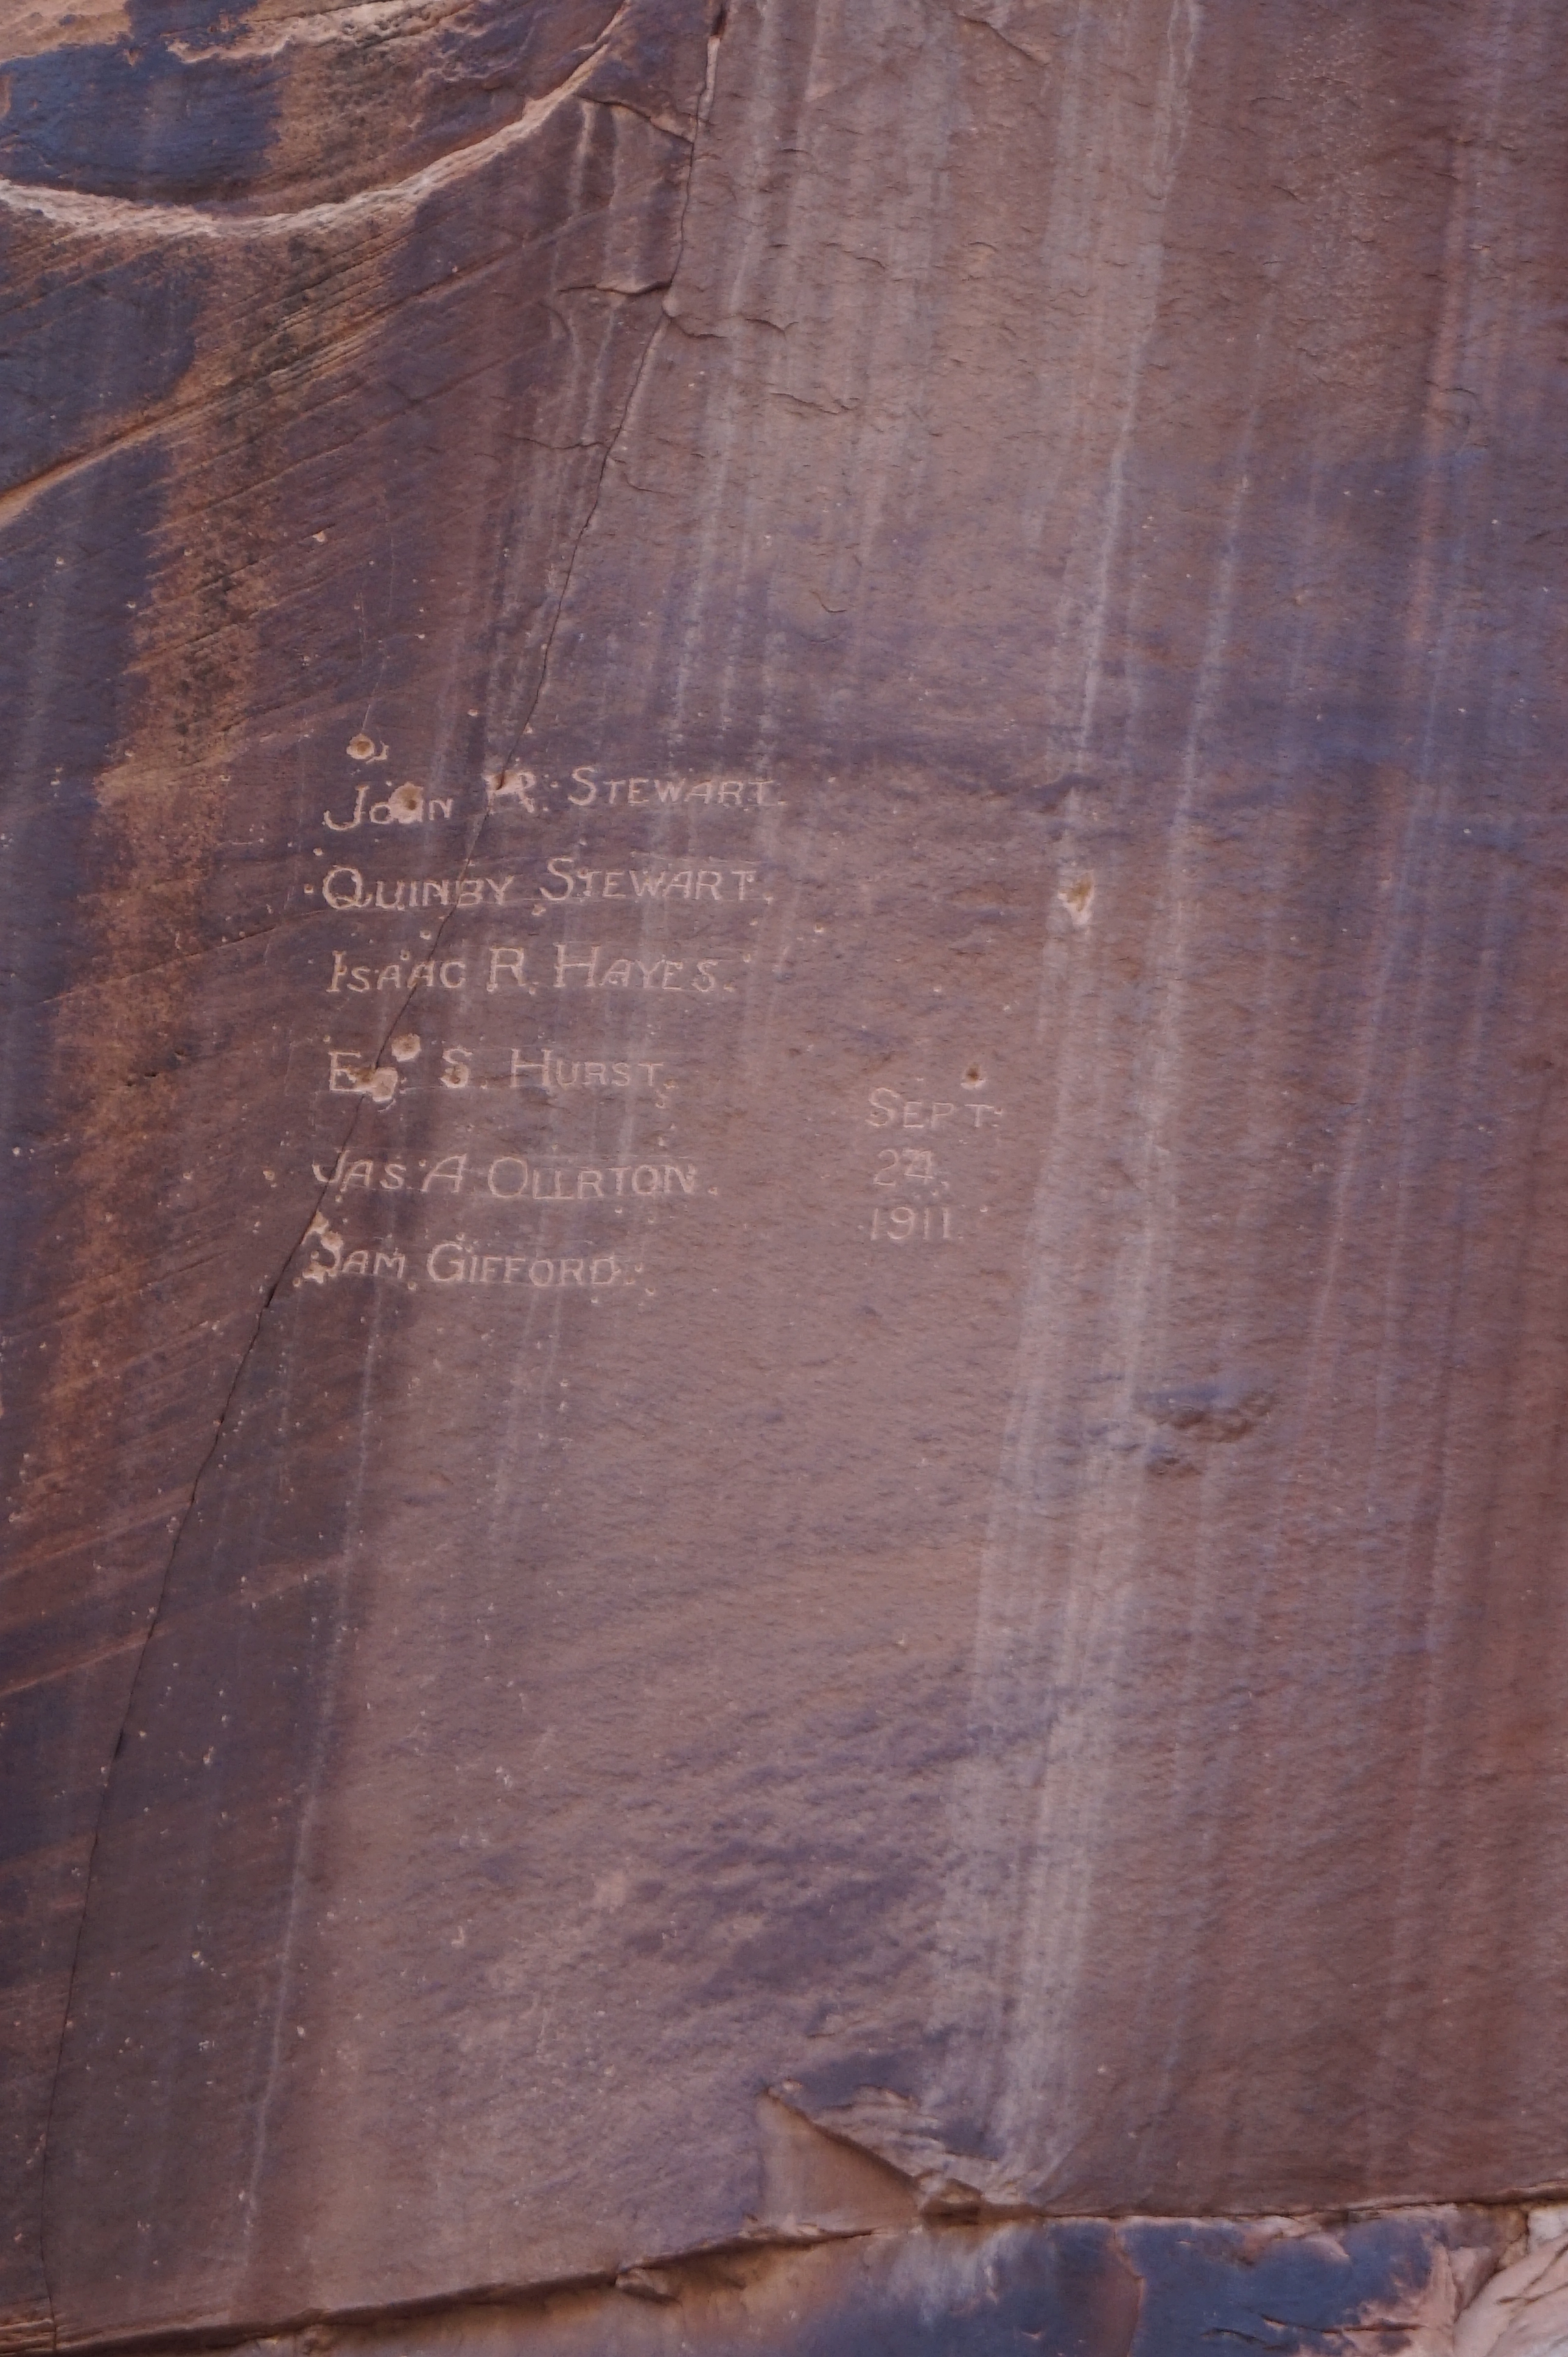 John R. Stewart.
Quinby Stewart.
Isaac R. Hayes.
S. Hurst.
Jas. A. Ollrton.
Sam Gifford.
Sept.
24,
1911